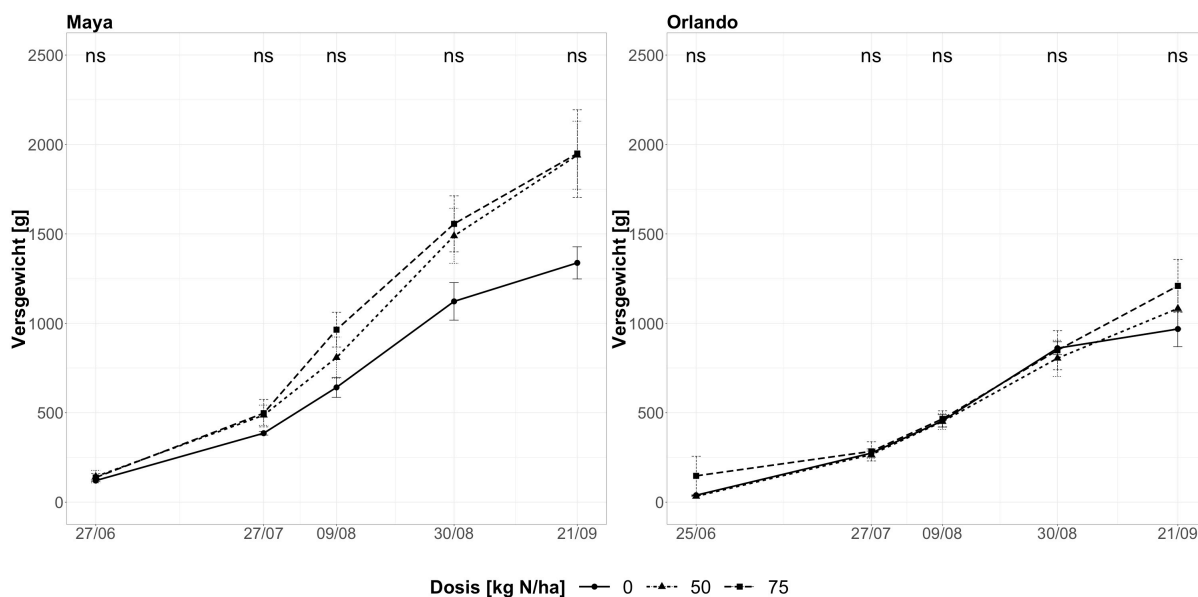 Maya
Orlando
ns ns ns ns ns
ns ns ns ns ns
Versgewicht [g]
2500
2000
1500
1000
500
0
27/06 27/07 09/08 30/08 21/09
Versgewicht [g]
2500
2000
1500
1000
500
0
25/06 27/07 09/08 30/08 21/09
Dosis [kg N/ha] 0 50 75